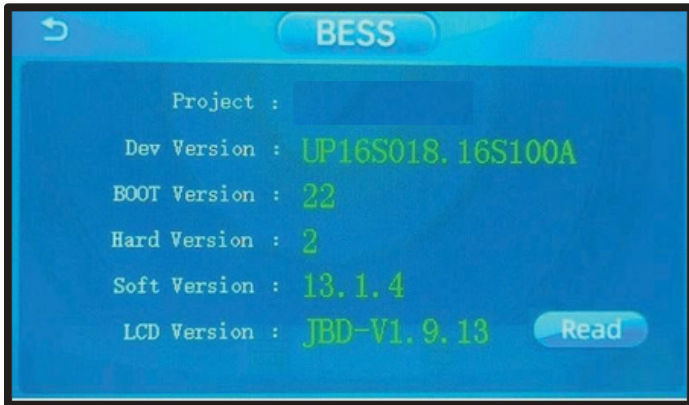 BESS
Project :
Dev Version : UP16S018.16S100A
BOOT Version : 22
Hard Version : 2
Soft Version : 13.1.4
LCD Version : JBD-V1.9.13
Read